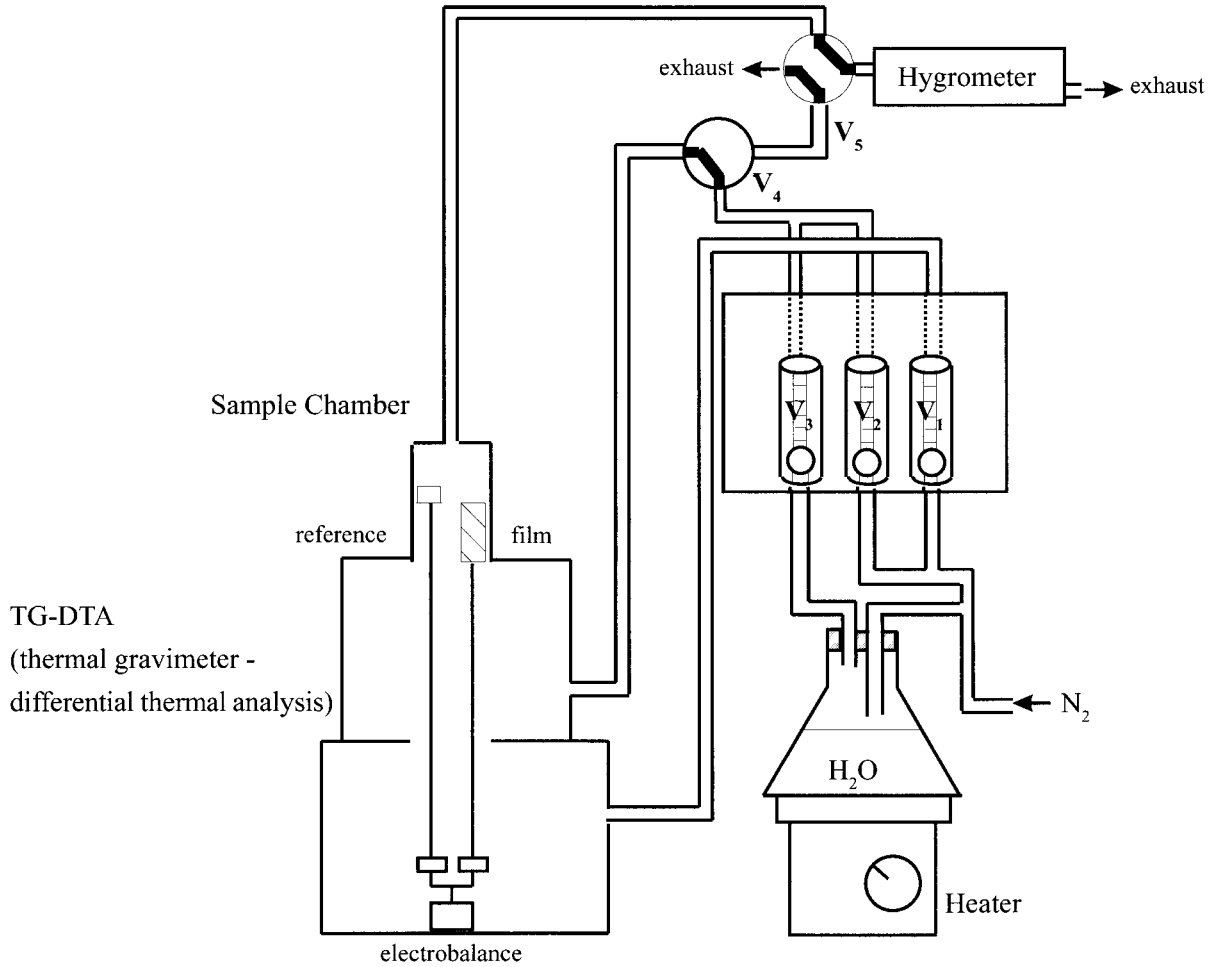 exhaust
Hygrometer
exhaust
V5
V4
Sample Chamber
V3
V2
V1
reference
film
TG-DTA
(thermal gravimeter -
differential thermal analysis)
N2
H2O
Heater
electrobalance